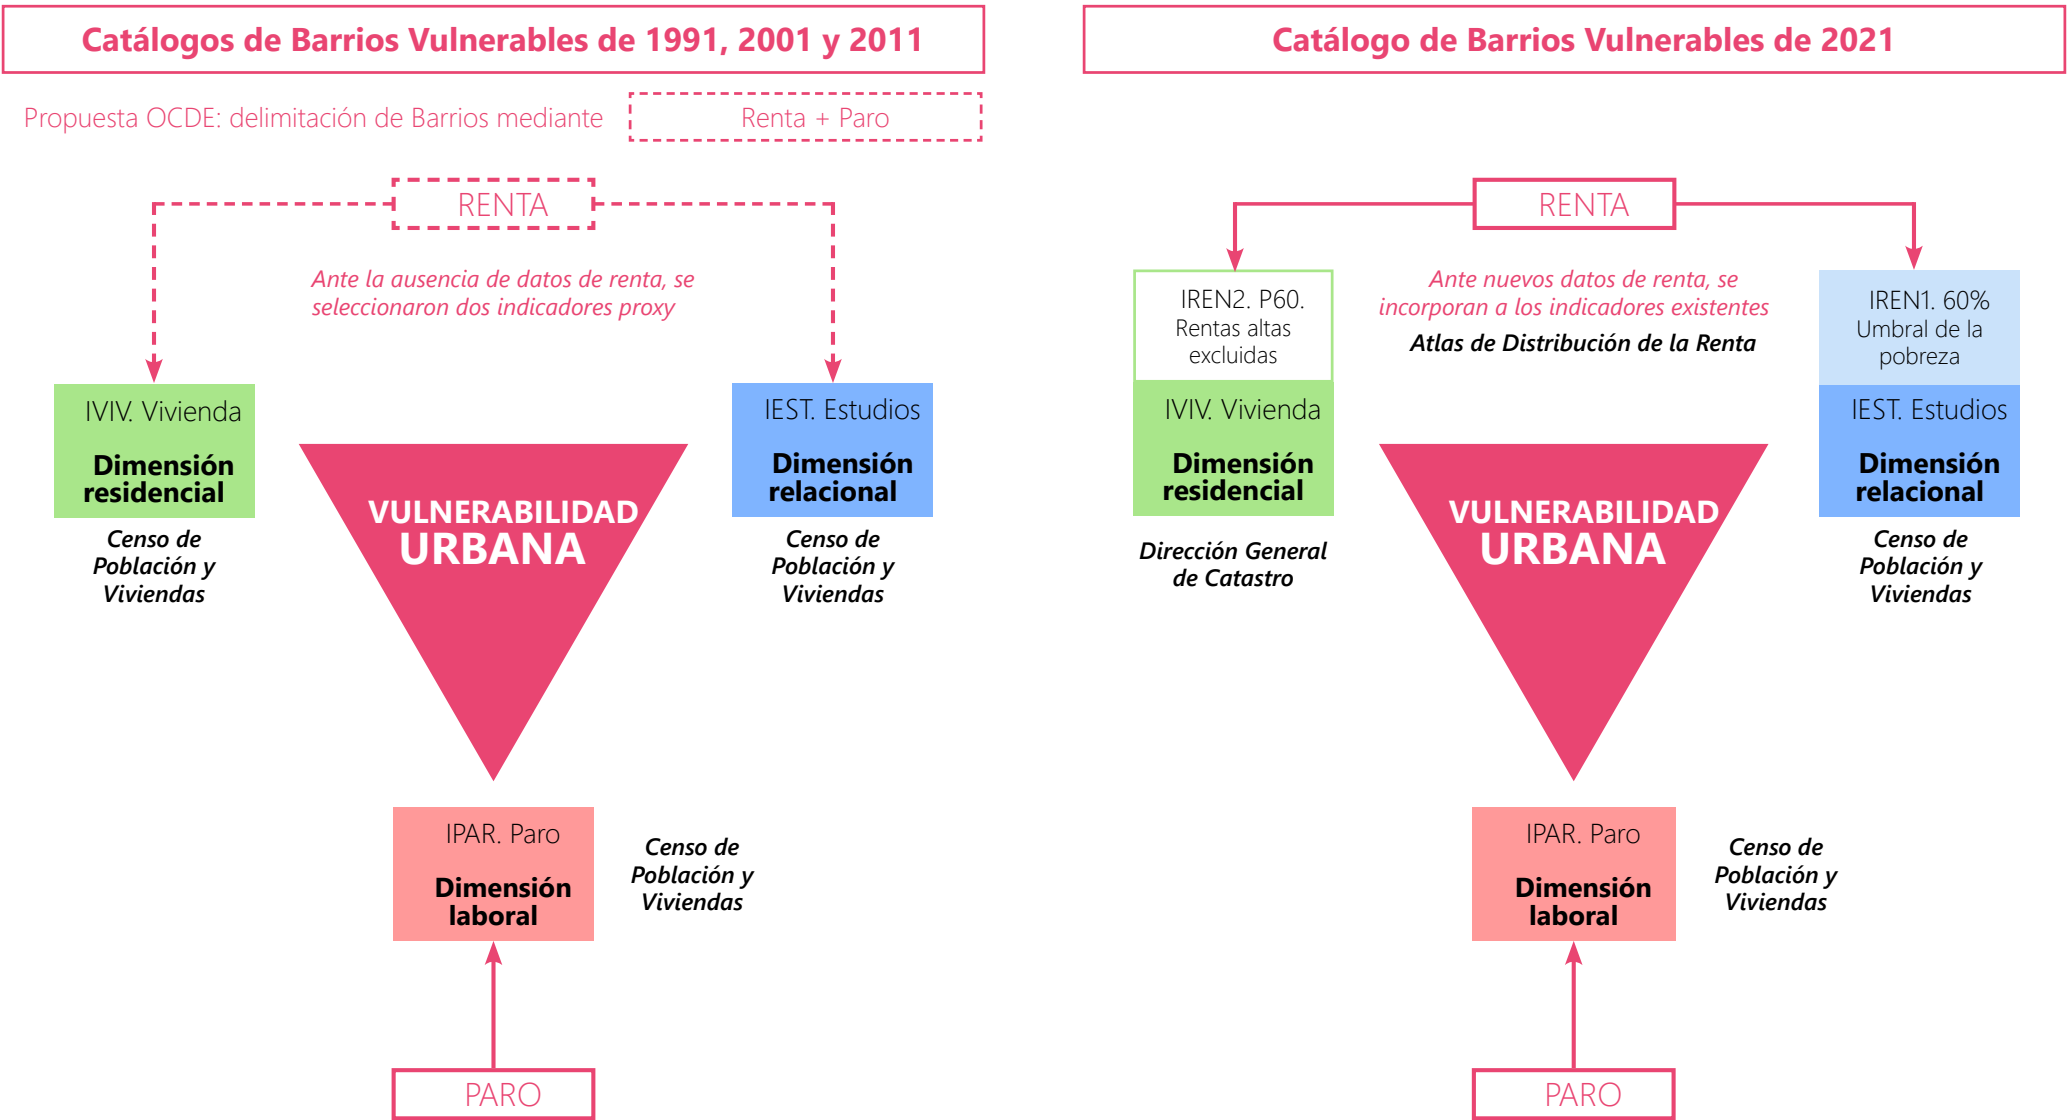 Catálogos de Barrios Vulnerables de 1991, 2001 y 2011
Propuesta OCDE: delimitación de Barrios mediante
Renta + Paro
RENTA
Ante la ausencia de datos de renta, se
seleccionaron dos indicadores proxy
IVIV. Vivienda
Dimensión
residencial
Censo de
Población y
Viviendas
IEST. Estudios
Dimensión
relacional
Censo de
Población y
Viviendas
VULNERABILIDAD
URBANA
IPAR. Paro
Dimensión
laboral
Censo de
Población y
Viviendas
PARO
Catálogo de Barrios Vulnerables de 2021
RENTA
Ante nuevos datos de renta, se
incorporan a los indicadores existentes
Atlas de Distribución de la Renta
IREN2. P60.
Rentas altas
excluidas
IVIV. Vivienda
Dimensión
residencial
Dirección General
de Catastro
IREN1. 60%
Umbral de la
pobreza
IEST. Estudios
Dimensión
relacional
Censo de
Población y
Viviendas
VULNERABILIDAD
URBANA
IPAR. Paro
Dimensión
laboral
Censo de
Población y
Viviendas
PARO